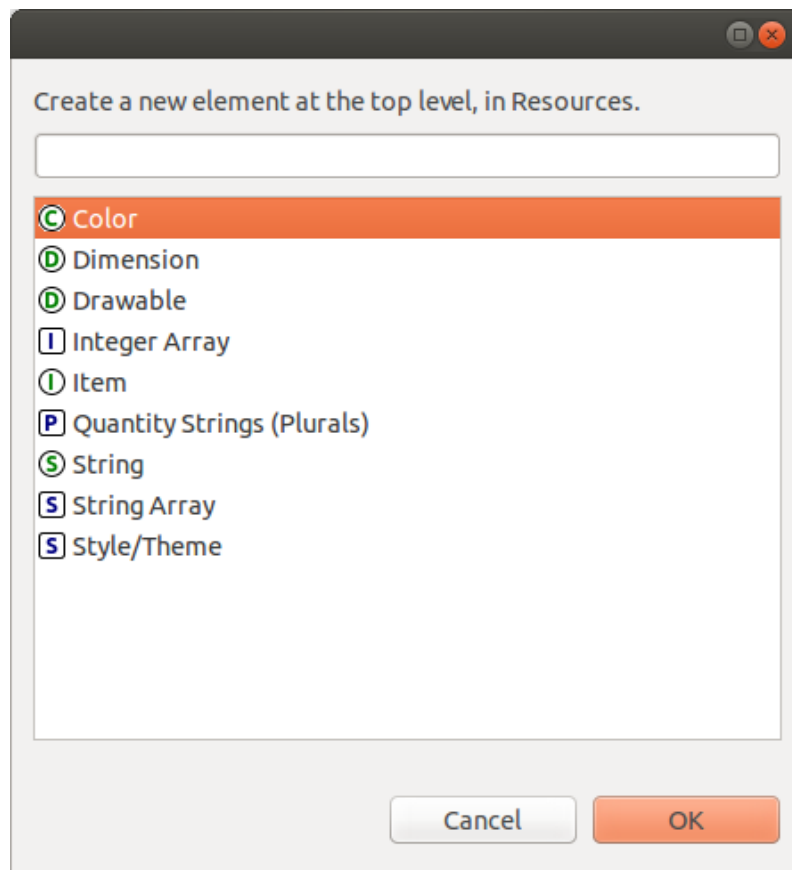 Create a new element at the top level, in Resources.
C Color
D Dimension
D Drawable
I Integer Array
I Item
P Quantity Strings (Plurals)
S String
S String Array
S Style/Theme
Cancel OK